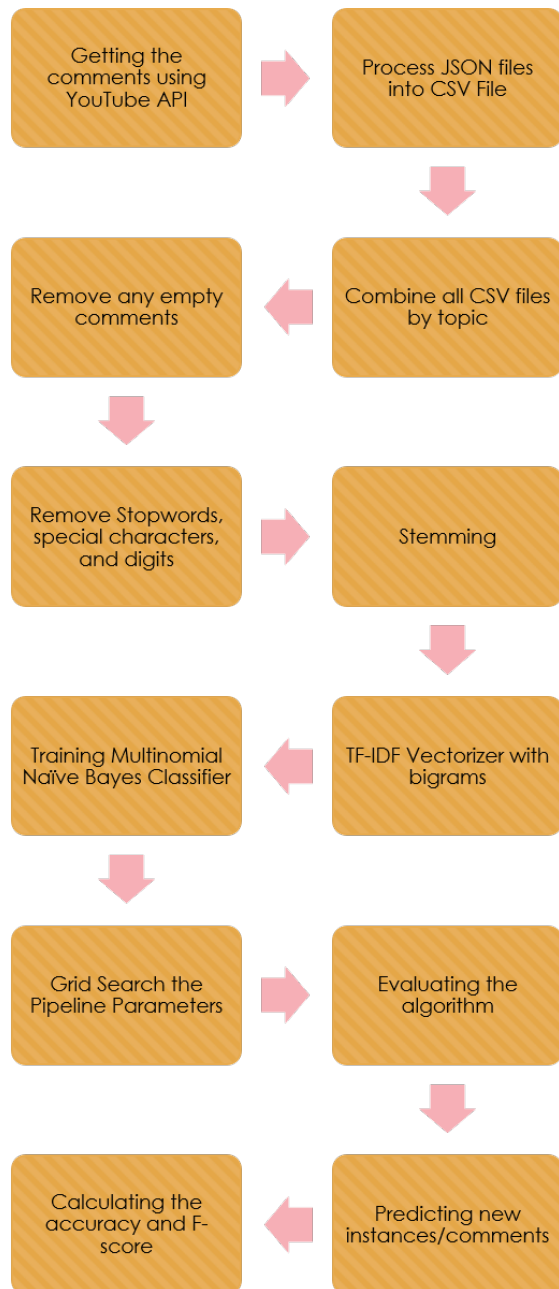 Getting the
comments using
YouTube API
Process JSON files
into CSV File
Combine all CSV files
by topic
Remove any empty
comments
Remove Stopwords,
special characters,
and digits
Stemming
TF-IDF Vectorizer with
bigrams
Training Multinomial
Naïve Bayes Classifier
Grid Search the
Pipeline Parameters
Evaluating the
algorithm
Predicting new
instances/comments
Calculating the
accuracy and F-
score